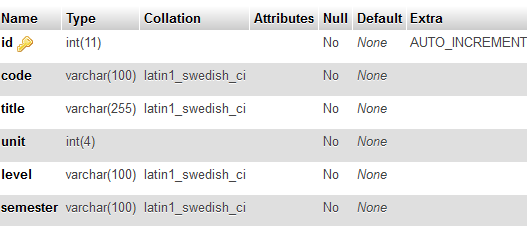 Name Type Collation Attributes Null Default Extra
id int(11) No None AUTO_INCREMENT
code varchar(100) latin1_swedish_ci No None
title varchar(255) latin1_swedish_ci No None
unit int(4) No None
level varchar(100) latin1_swedish_ci No None
semester varchar(100) latin1_swedish_ci No None